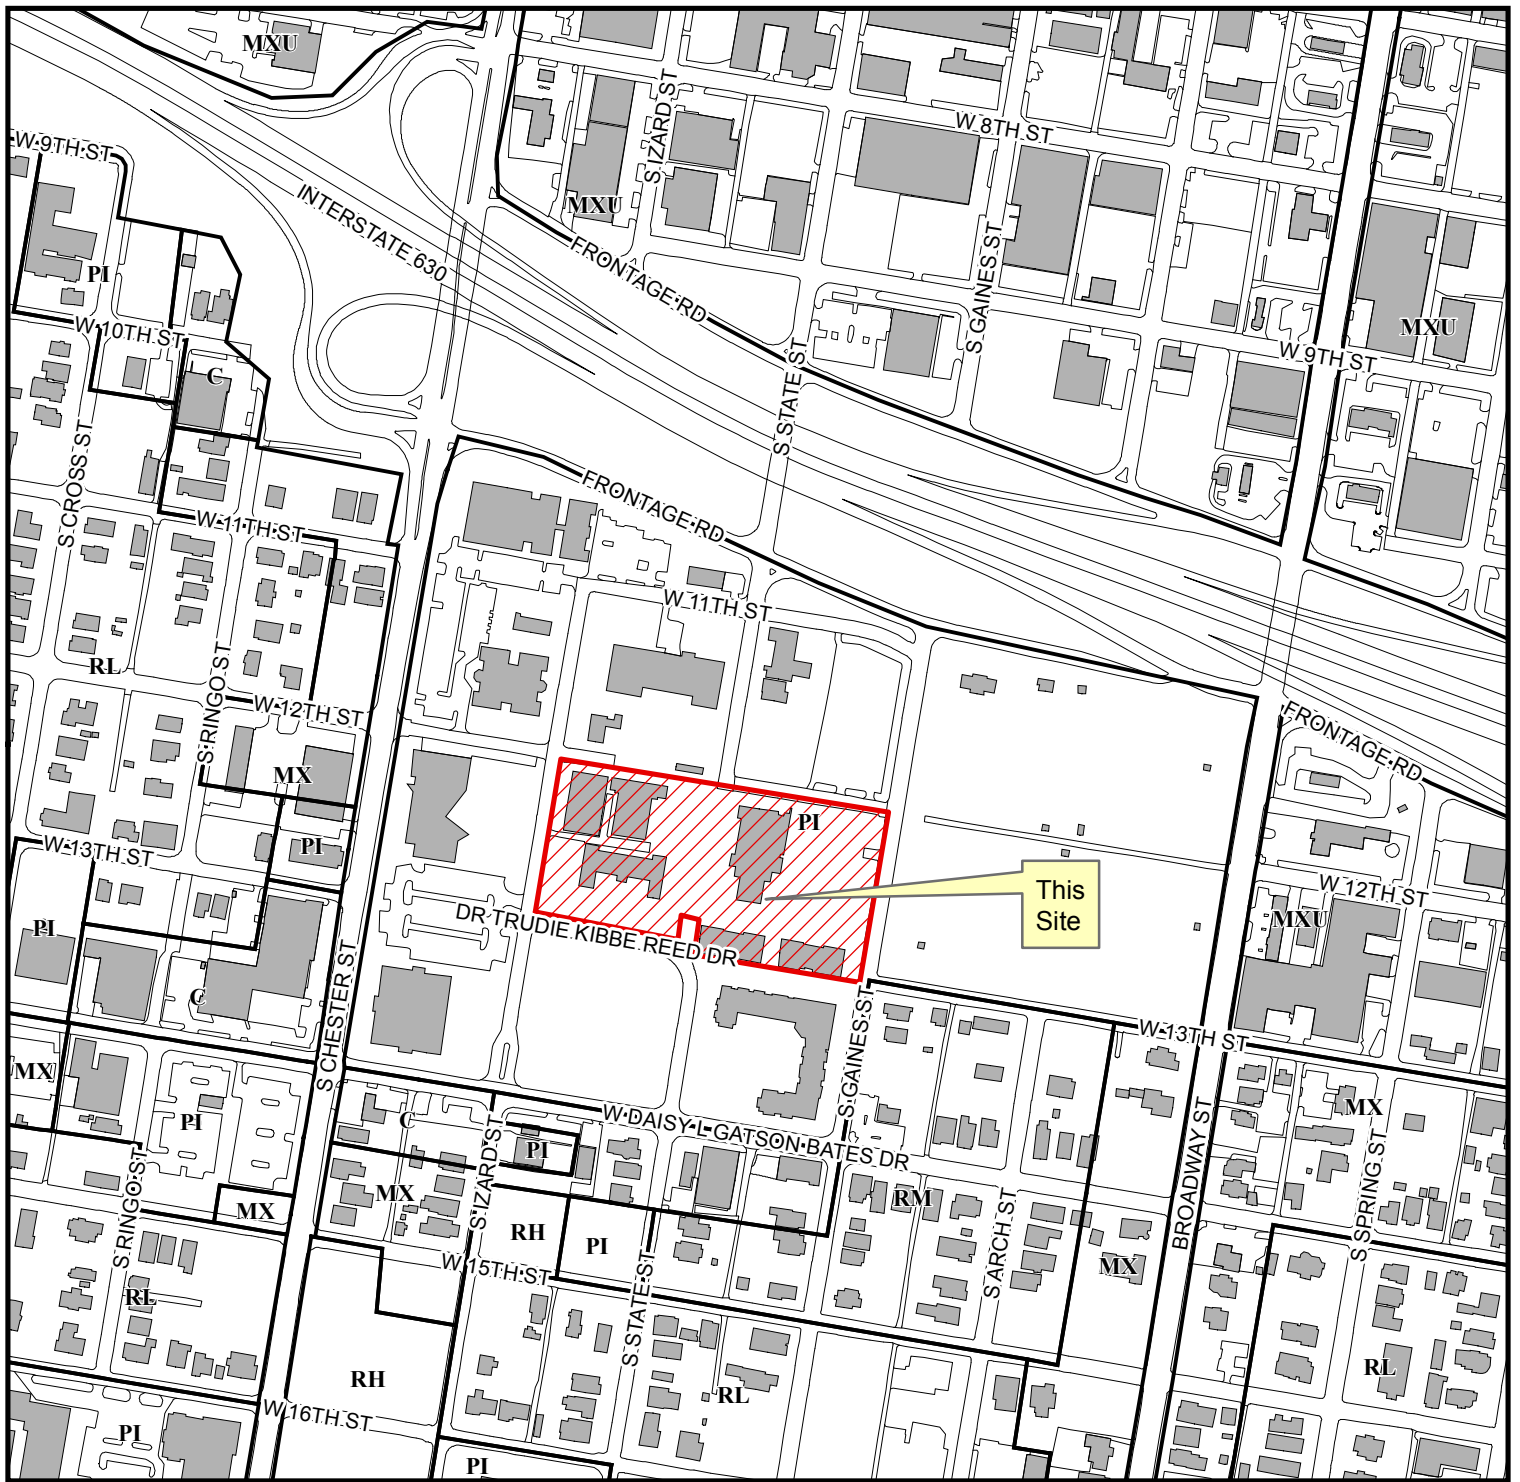 MXU
W 8TH ST
W 9TH ST
S IZARD ST
INTERSTATE 630
MXU
FRONTAGE RD
S GAINES ST
PI
W 10TH ST
MXU
W 9TH ST
C
S STATE ST
S CROSS ST
FRONTAGE RD
W 11TH ST
W 11TH ST
RL
S RINGO ST
W 12TH ST
FRONTAGE RD
MX
PI
W 13TH ST
PI
This
Site
W 12TH ST
PI
DR TRUDIE KIBBE REED DR
MXU
C
S CHESTER ST
S GAINES ST
W 13TH ST
MX
PI
C
W DAISY L GATSON BATES DR
PI
MX
S IZARD ST
S RINGO ST
MX
MX
RM
S ARCH ST
BROADWAY ST
S SPRING ST
RH
PI
W 15TH ST
S STATE ST
MX
RL
RH
RL
RL
W 16TH ST
PI
PI